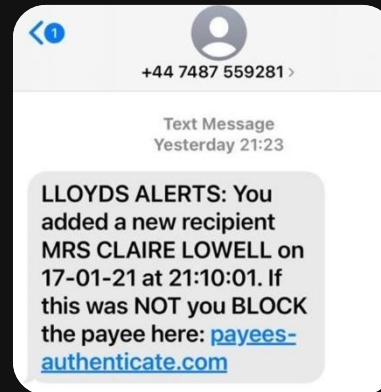 1
+44 7487 559281 >
Text Message
Yesterday 21:23
LLOYDS ALERTS: You
added a new recipient
MRS CLAIRE LOWELL on
17-01-21 at 21:10:01. If
this was NOT you BLOCK
the payee here: payees-
authenticate.com